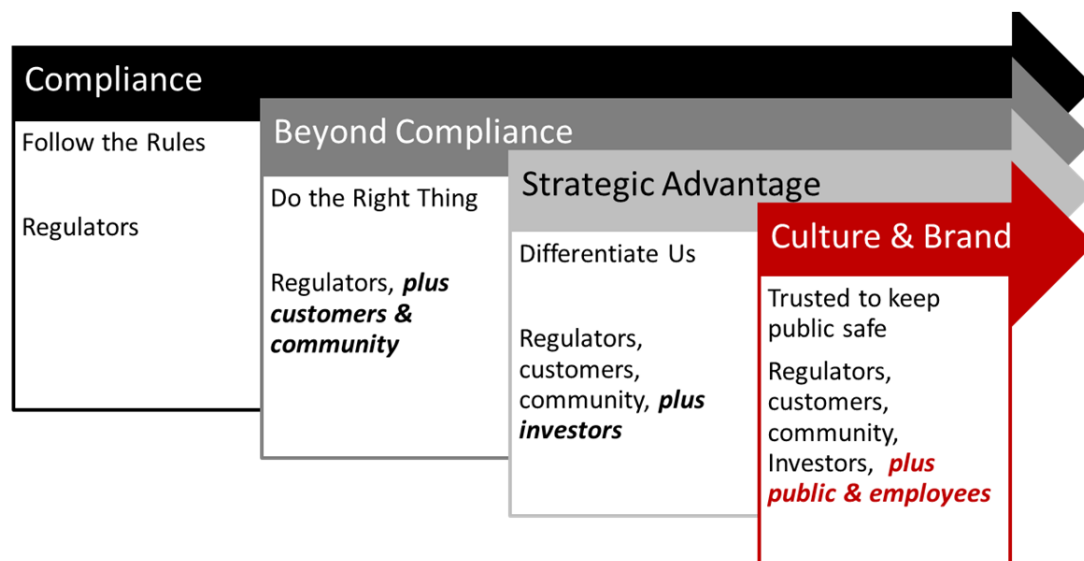 Compliance
Follow the Rules
Regulators
Beyond Compliance
Do the Right Thing
Regulators, plus
customers &
community
Strategic Advantage
Differentiate Us
Regulators,
customers,
community, plus
investors
Culture & Brand
Trusted to keep
public safe
Regulators,
customers,
community,
Investors, plus
public & employees